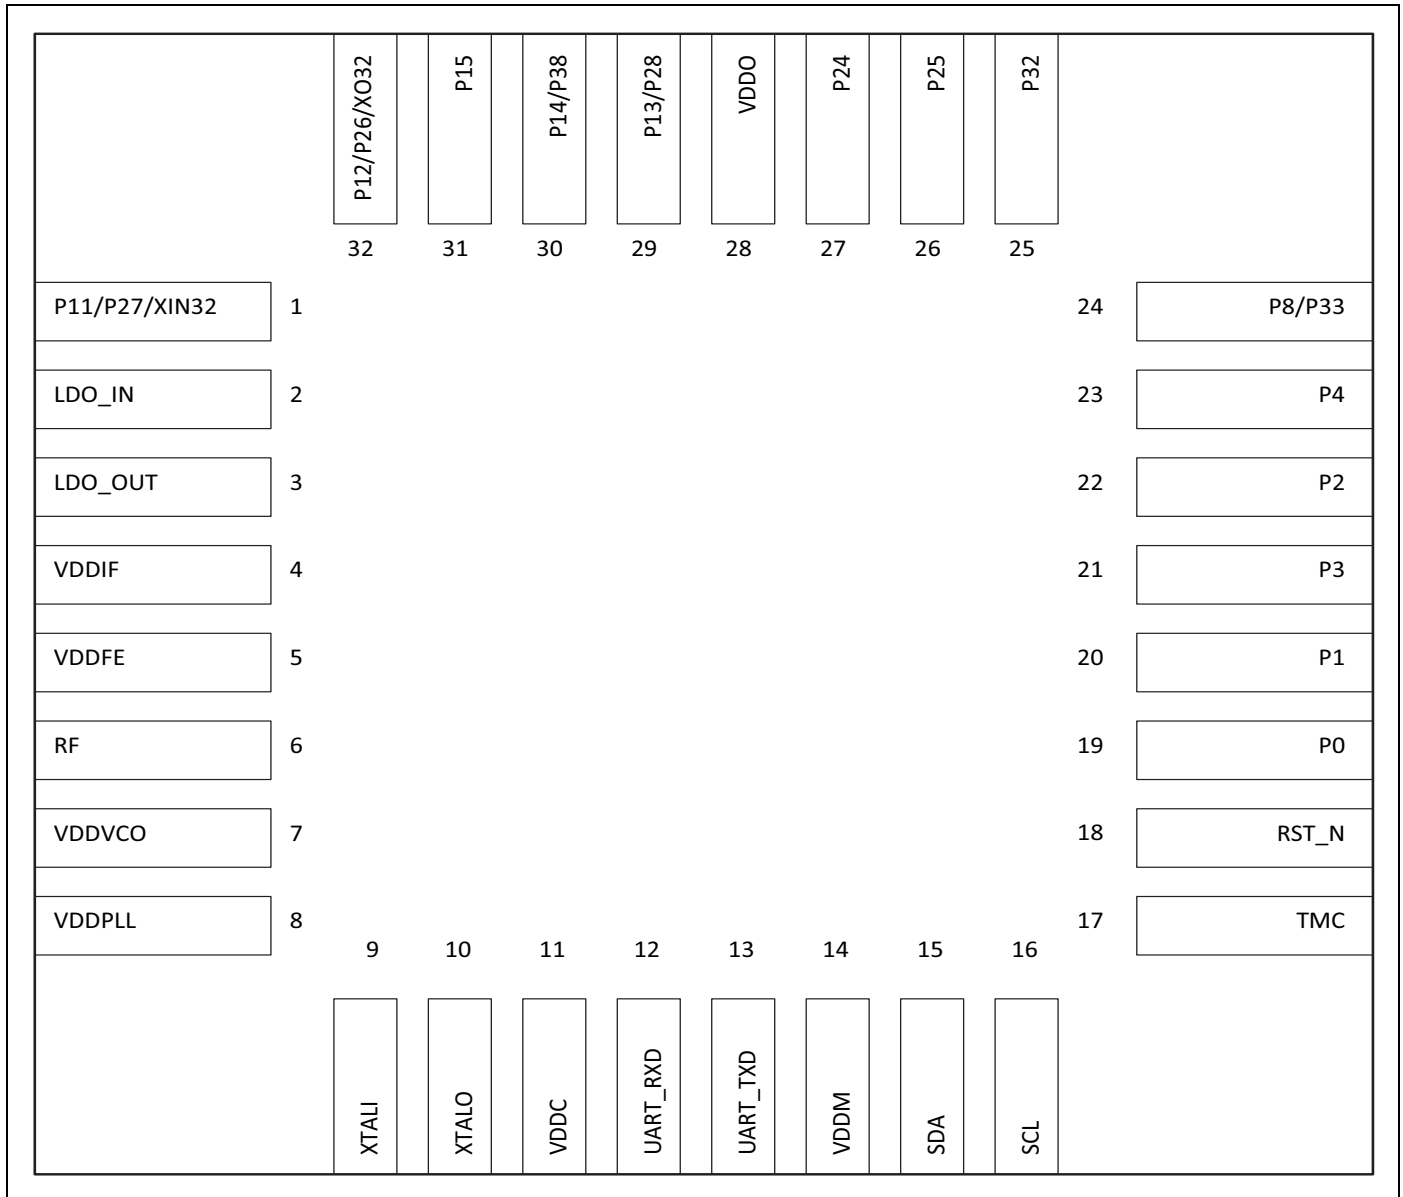 P12/P26/XO32
P15
P14/P38
P13/P28
VDDO
P24
P25
P32
32 31 30 29 28 27 26 25
P11/P27/XIN32 1 24 P8/P33
LDO_IN 2 23 P4
LDO_OUT 3 22 P2
VDDIF 4 21 P3
VDDFE 5 20 P1
RF 6 19 P0
VDDVCO 7 18 RST_N
VDDPLL 8 17 TMC
9 10 11 12 13 14 15 16
XTALI
XTALO
VDDC
UART_RXD
UART_TXD
VDDM
SDA
SCL